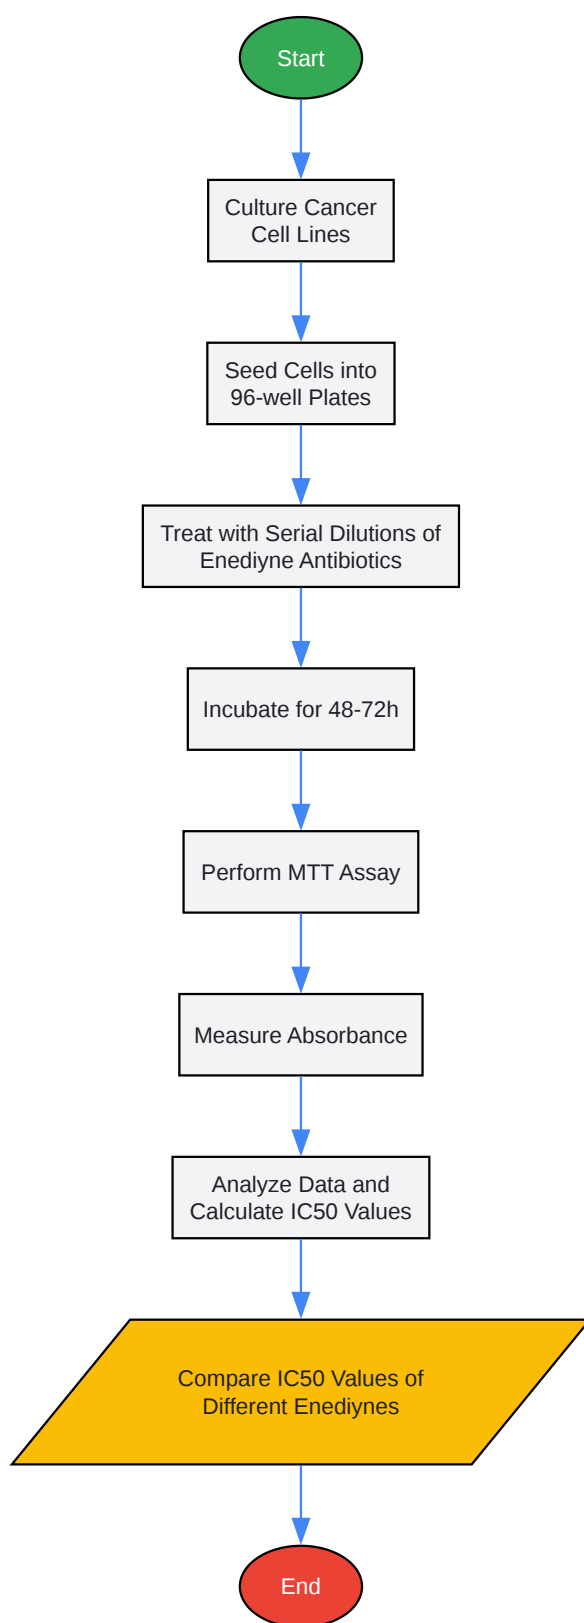 Start
Culture Cancer
Cell Lines
Seed Cells into
96-well Plates
Treat with Serial Dilutions of
Enediyne Antibiotics
Incubate for 48-72h
Perform MTT Assay
Measure Absorbance
Analyze Data and
Calculate IC50 Values
Compare IC50 Values of
Different Enediynes
End